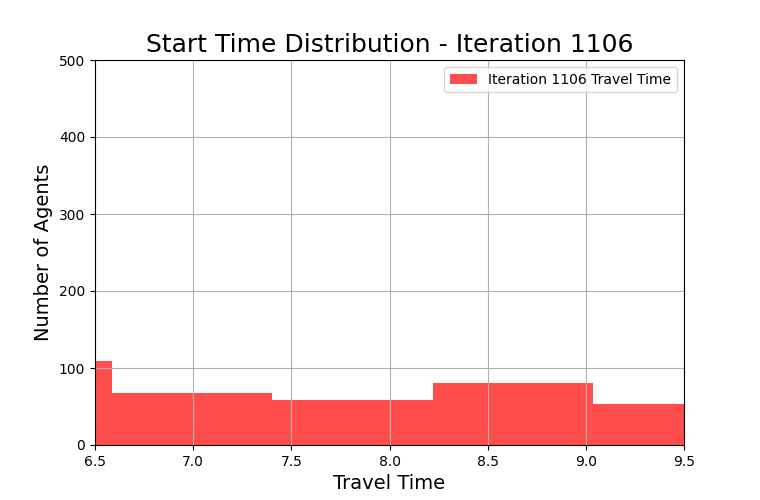 Start Time Distribution - Iteration 1106
Iteration 1106 Travel Time
Number of Agents
500
400
300
200
100
0
6.5 7.0 7.5 8.0 8.5 9.0 9.5
Travel Time